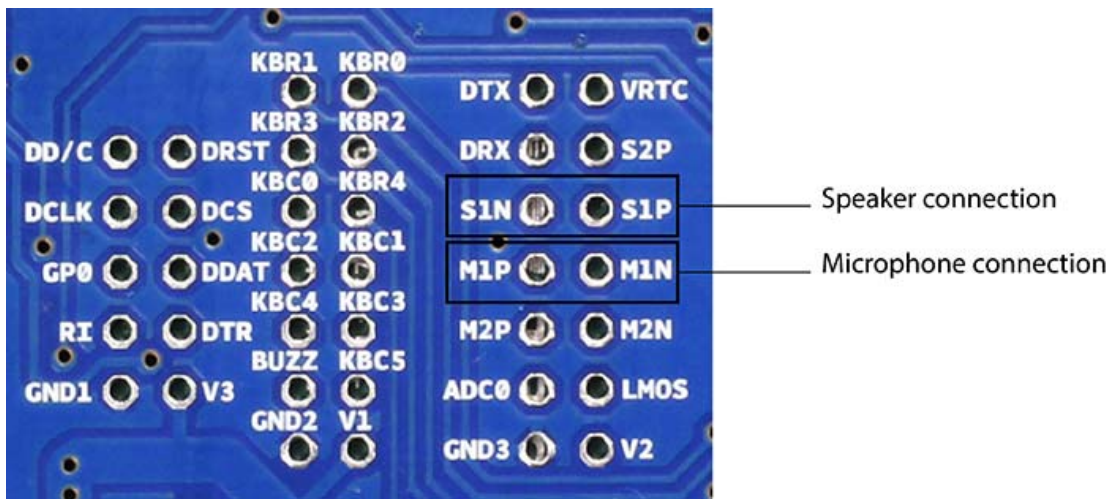 KBR1 KBR0
DTX VRTC
KBR3 KBR2
DD/C DRST
DRX S2P
KBC0 KBR4
DCLK DCS
S1N S1P Speaker connection
KBC2 KBC1
GP0 DDAT
M1P M1N Microphone connection
KBC4 KBC3
RI DTR
M2P M2N
BUZZ KBC5
GND1 V3
ADC0 LMOS
GND2 V1
GND3 V2